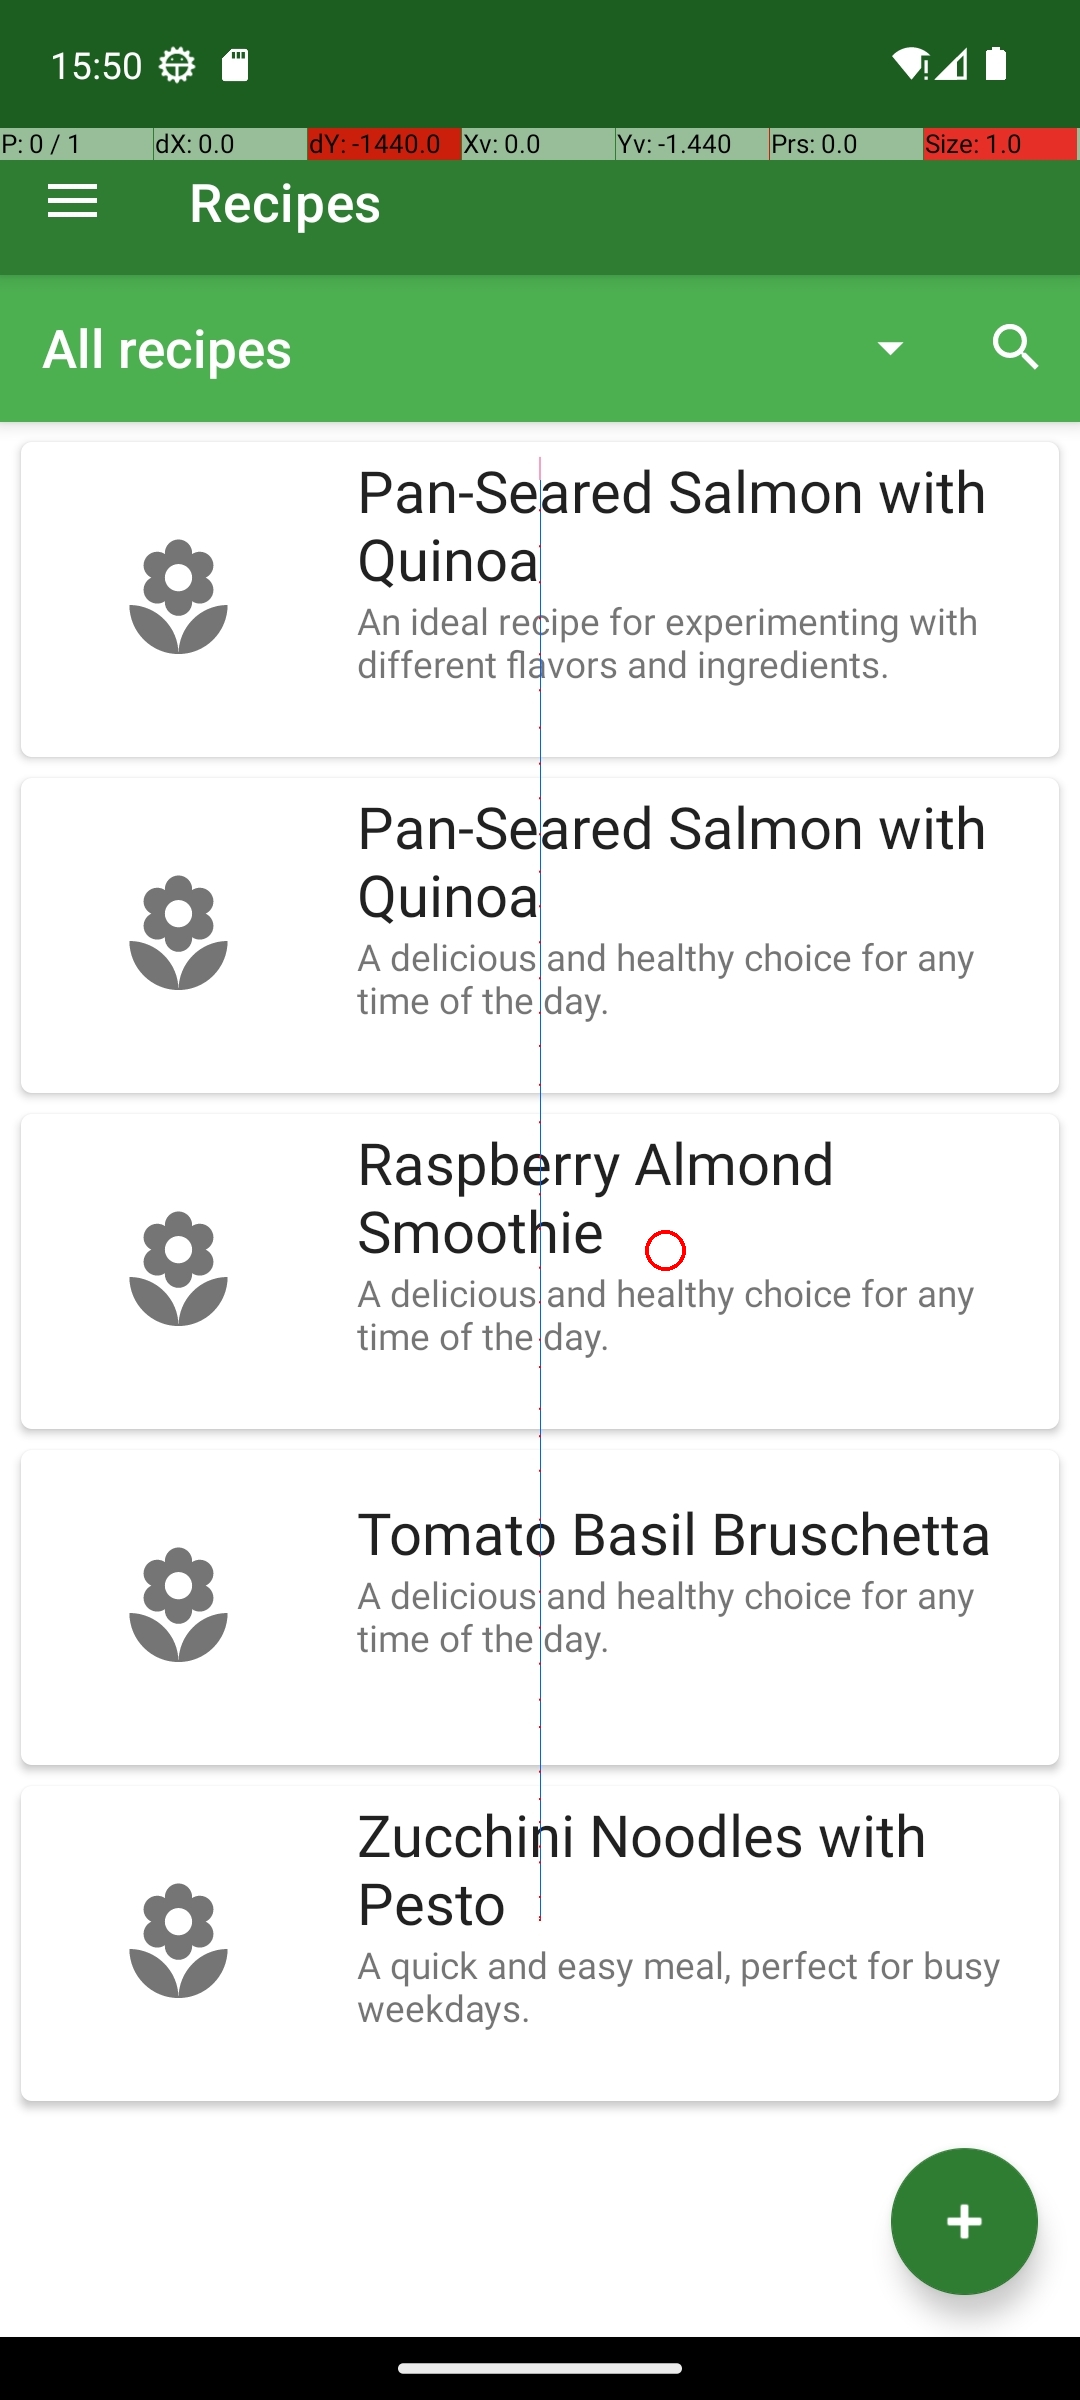 15:50
P: 0 / 1 dX: 0.0 dY: -1440.0 Xv: 0.0 Yv: -1.440 Prs: 0.0 Size: 1.0
Recipes
All recipes
Pan-Seared Salmon with
Quinoa
An ideal recipe for experimenting with
different flavors and ingredients.
Pan-Seared Salmon with
Quinoa
A delicious and healthy choice for any
time of the day.
Raspberry Almond
Smoothie
A delicious and healthy choice for any
time of the day.
Tomato Basil Bruschetta
A delicious and healthy choice for any
time of the day.
Zucchini Noodles with
Pesto
A quick and easy meal, perfect for busy
weekdays.